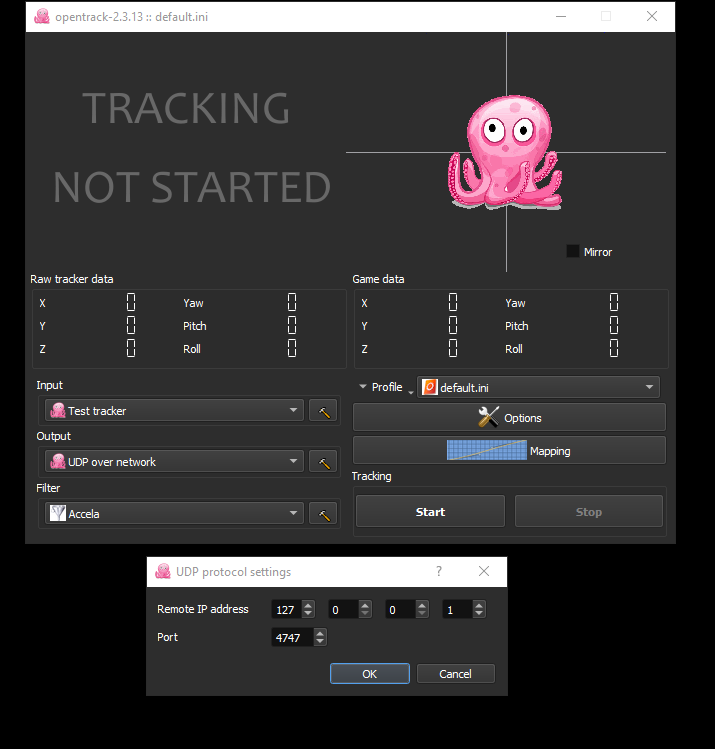 opentrack-2.3.13 :: default.ini
TRACKING
NOT STARTED
Mirror
Raw tracker data
X 0 Yaw 0
Y 0 Pitch 0
Z 0 Roll 0
Game data
X 0 Yaw 0
Y 0 Pitch 0
Z 0 Roll 0
Input
Test tracker
Output
UDP over network
Filter
Accela
Profile default.ini
Options
Mapping
Tracking
Start Stop
UDP protocol settings ?
Remote IP address 127 0 0 1
Port 4747
OK Cancel